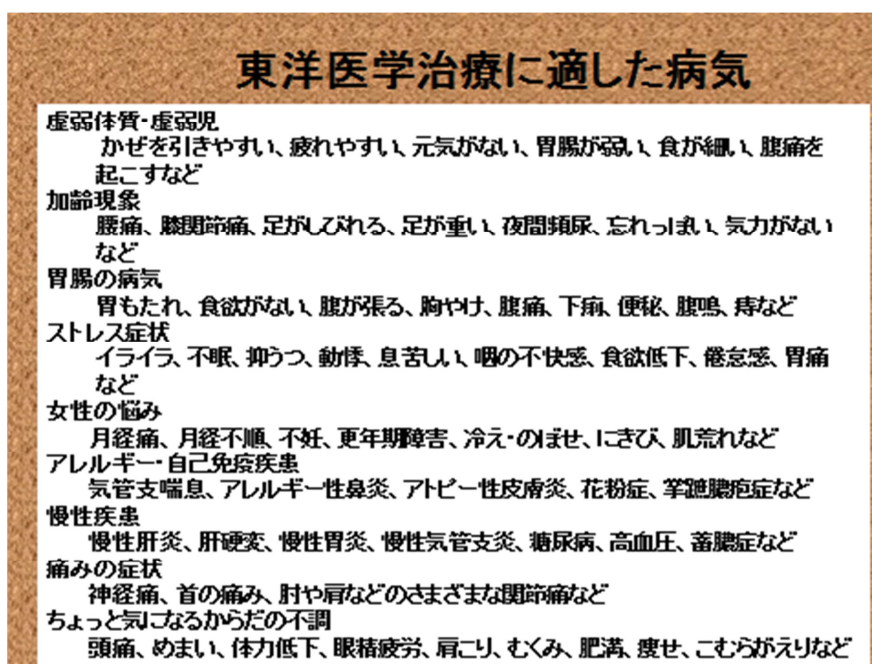 東洋医学治療に適した病気
虚弱体質・虚弱児
かぜを引きやすい、疲れやすい、元気がない、胃腸が弱い、食が細い、腹痛を
起こすなど
加齢現象
腰痛、膝関節痛、足がしびれる、足が重い、夜間頻尿、忘れっぽい、気力がない
など
胃腸の病気
胃もたれ、食欲がない、腹が張る、胸やけ、腹痛、下痢、便秘、腹鳴、痔など
ストレス症状
イライラ、不眠、抑うつ、動悸、息苦しい、咽の不快感、食欲低下、倦怠感、胃痛
など
女性の悩み
月経痛、月経不順、不妊、更年期障害、冷え・のぼせ、にきび、肌荒れなど
アレルギー・自己免疫疾患
気管支喘息、アレルギー性鼻炎、アトピー性皮膚炎、花粉症、掌蹠膿疱症など
慢性疾患
慢性肝炎、肝硬変、慢性胃炎、慢性気管支炎、糖尿病、高血圧、蓄膿症など
痛みの症状
神経痛、首の痛み、肘や肩などのさまざまな関節痛など
ちょっと気になるからだの不調
頭痛、めまい、体力低下、眼精疲労、肩こり、むくみ、肥満、痩せ、こむらがえりなど